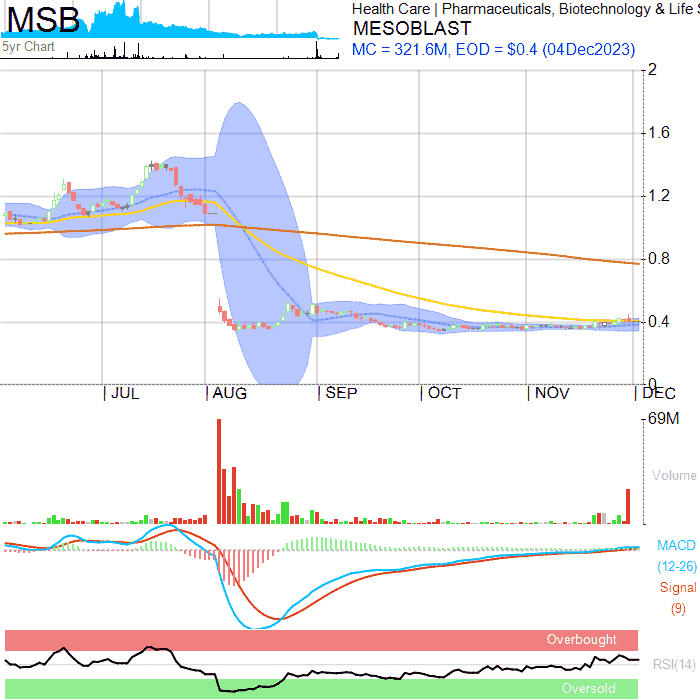 MSB
5yr Chart
Health Care | Pharmaceuticals, Biotechnology & Life S
MESOBLAST
MC = 321.6M, EOD = $0.4 (04Dec2023)
2
1.6
1.2
0.8
0.4
0
JUL
AUG
SEP
OCT
NOV
DEC
69M
Volume
MACD
(12-26)
Signal
(9)
Overbought
RSI(14)
Oversold